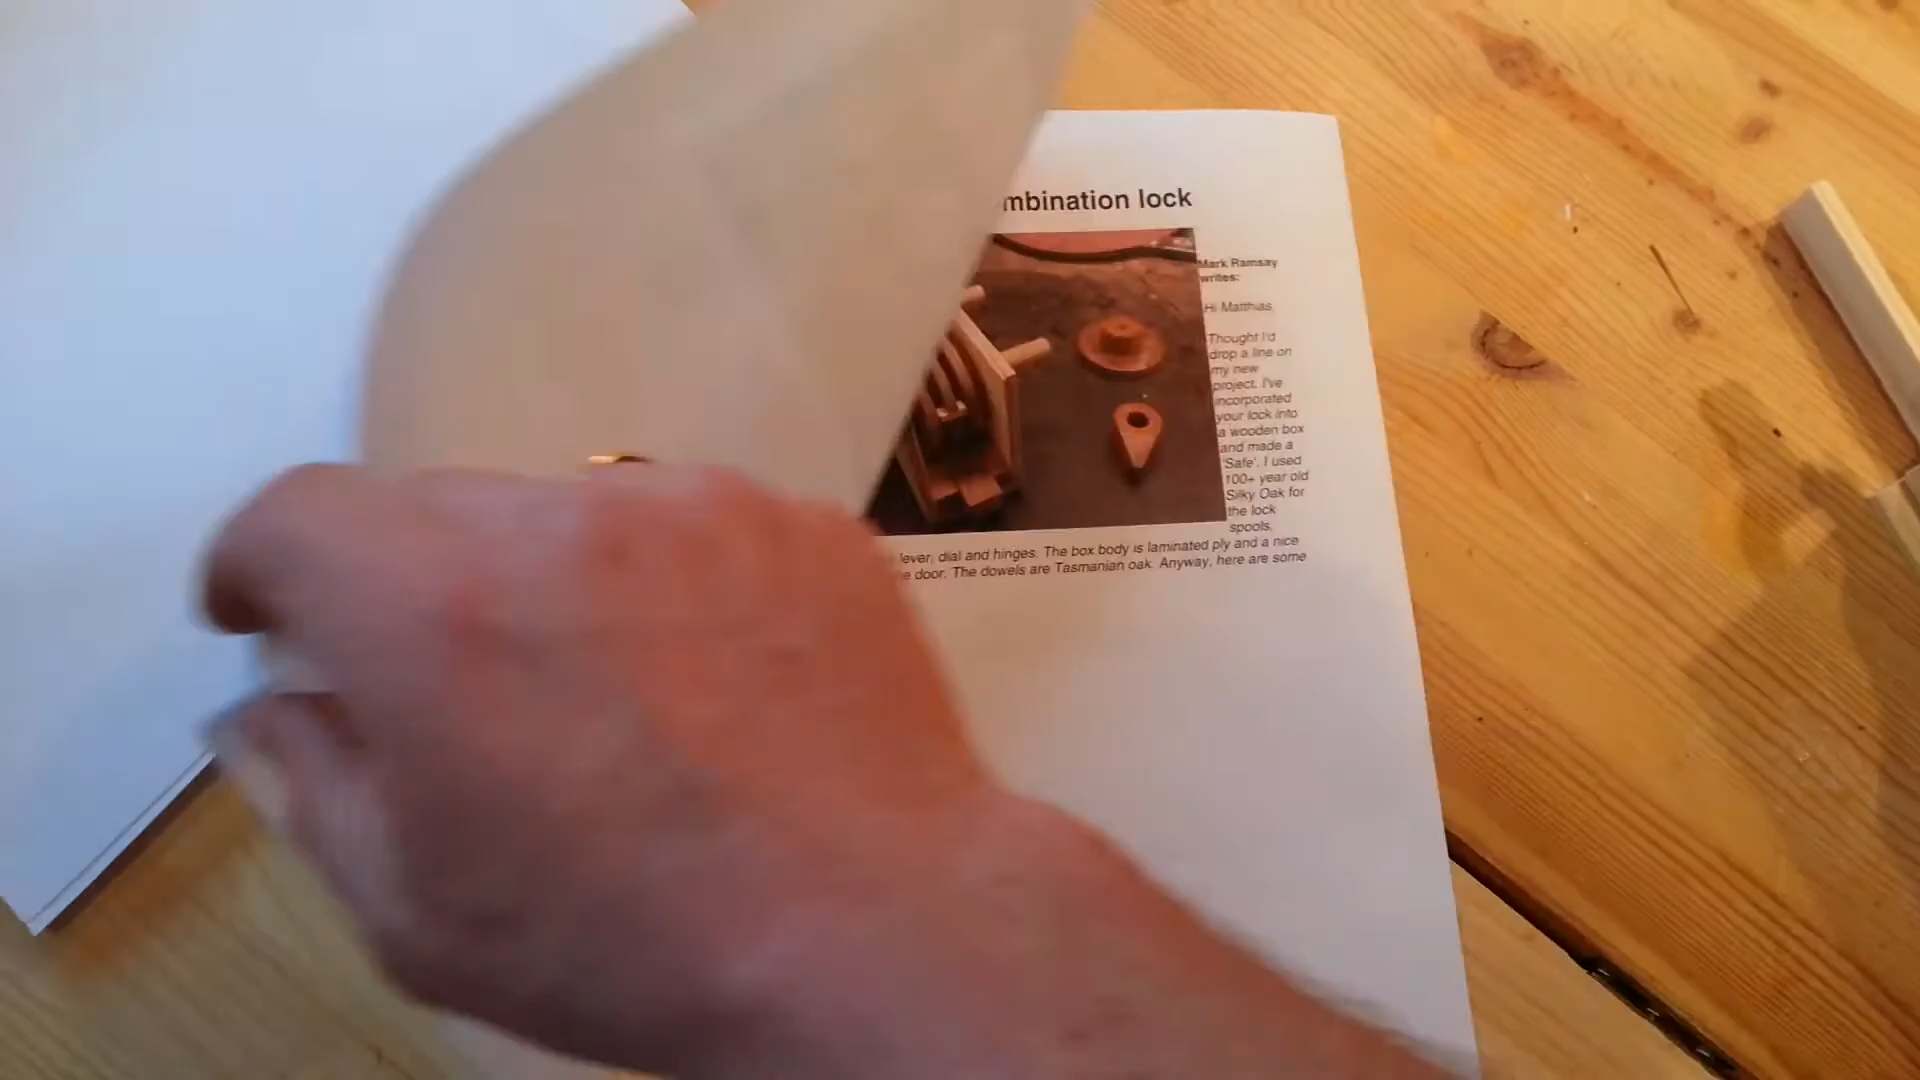 mbination lock
Mark Ramsay
writes:
Hi Matthias,
Thought I'd
drop a line on
my new
project. I've
incorporated
your lock into
a wooden box
and made a
'Safe'. I used
100+ year old
Silky Oak for
the lock
spools,
lever, dial and hinges. The box body is laminated ply and a nice
e door. The dowels are Tasmanian oak. Anyway, here are some